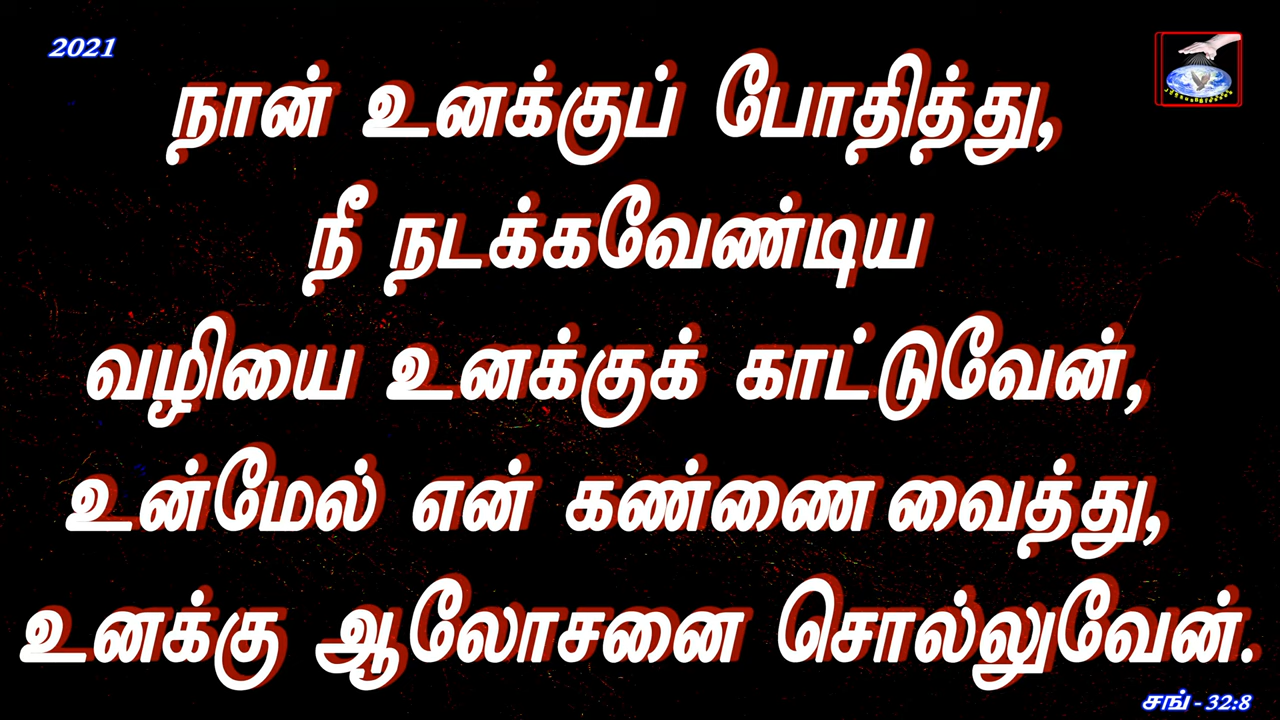 2021
நான் உனக்குப் போதித்து,
நீ நடக்கவேண்டிய
வழியை உனக்குக் காட்டுவேன்,
உன்மேல் என் கண்ணை வைத்து,
உனக்கு ஆலோசனை சொல்லுவேன்.
சங் - 32:8